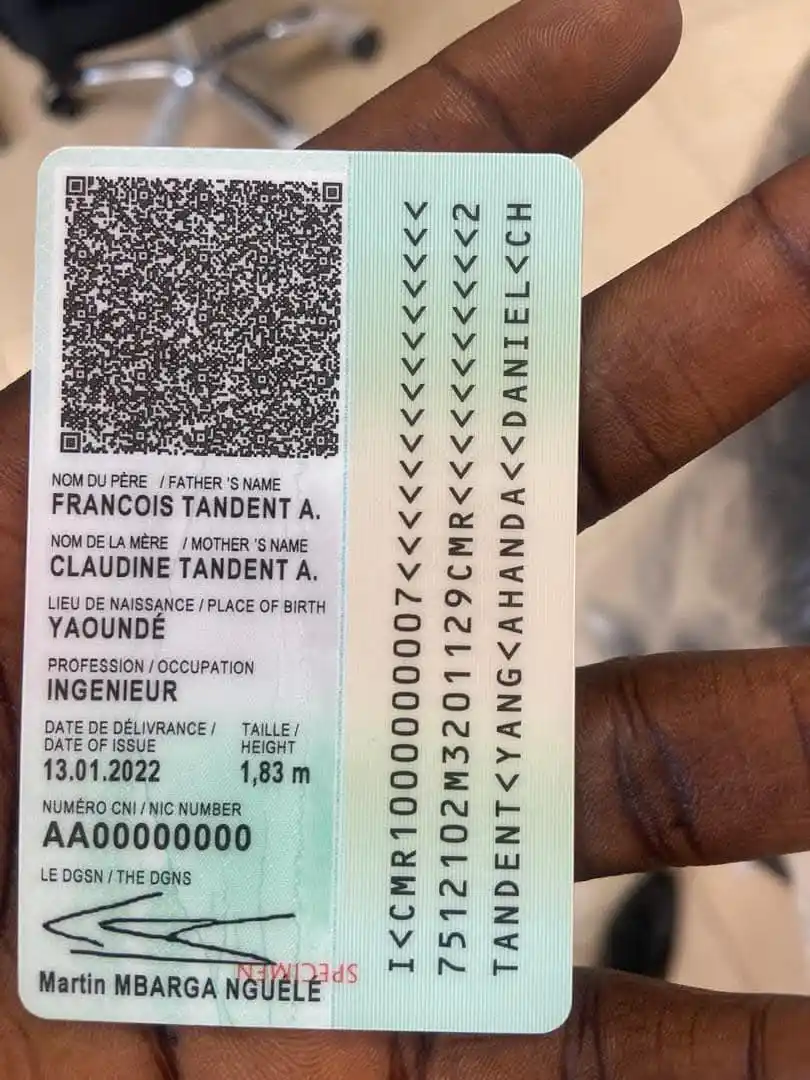 NOM DU PÈRE / FATHER 'S NAME
FRANCOIS TANDENT A.
NOM DE LA MÈRE / MOTHER 'S NAME
CLAUDINE TANDENT A.
LIEU DE NAISSANCE / PLACE OF BIRTH
YAOUNDÉ
PROFESSION / OCCUPATION
INGENIEUR
DATE DE DÉLIVRANCE /
DATE OF ISSUE
13.01.2022
TAILLE /
HEIGHT
1,83 m
NUMÉRO CNI / NIC NUMBER
AA00000000
LE DGSN / THE DGNS
SPECIMEN
Martin MBARGA NGUÉLÉ
I<CMR10000000007<<<<<<<<<<<<<<<
7512102M3201129CMR<<<<<<<<<<<2
TANDENT<YANG<AHANDA<<DANIEL<CH